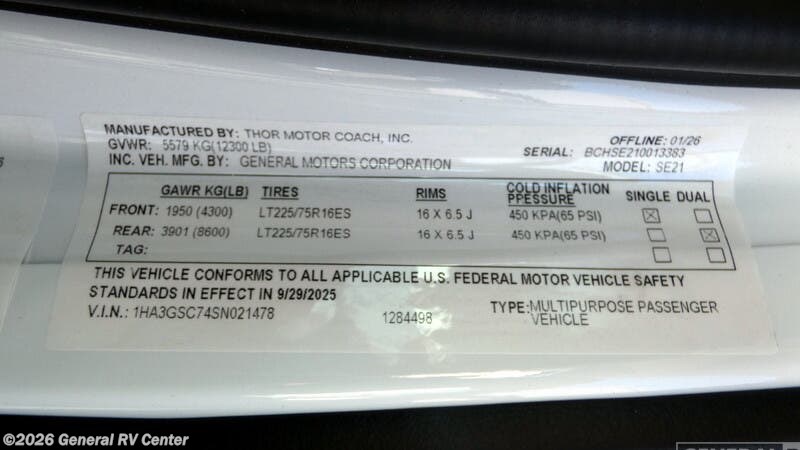 MANUFACTURED BY: THOR MOTOR COACH, INC.
GVWR: 5579 KG(12300 LB)
OFFLINE: 01/26
INC. VEH. MFG. BY: GENERAL MOTORS CORPORATION
SERIAL: BCHSE210013383
MODEL: SE21
GAWR KG(LB) TIRES RIMS COLD INFLATION PRESSURE SINGLE DUAL
FRONT: 1950 (4300) LT225/75R16ES 16 X 6.5 J 450 KPA(65 PSI)
REAR: 3901 (8600) LT225/75R16ES 16 X 6.5 J 450 KPA(65 PSI)
TAG:
THIS VEHICLE CONFORMS TO ALL APPLICABLE U.S. FEDERAL MOTOR VEHICLE SAFETY
STANDARDS IN EFFECT IN 9/29/2025
V.I.N.: 1HA3GSC74SN021478 1284498 TYPE: MULTIPURPOSE PASSENGER
VEHICLE
©2026 General RV Center